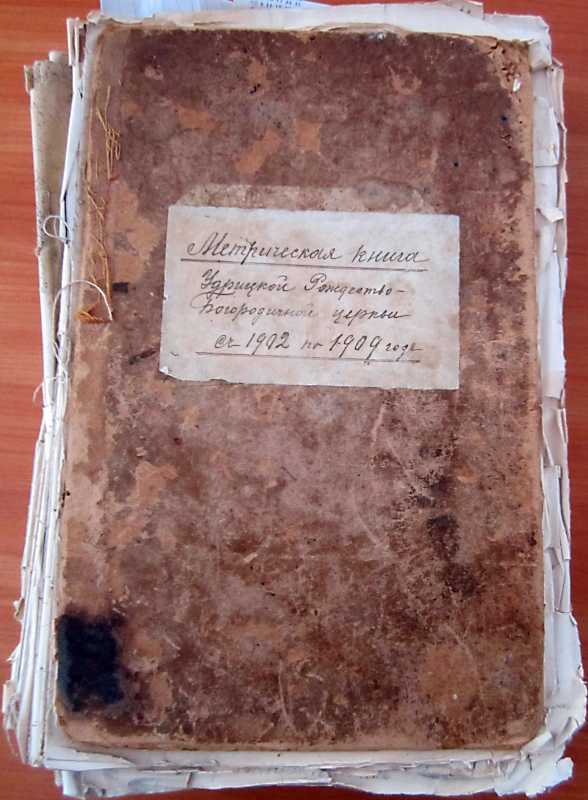 Метрическая книга
Удрицкой Рождество-
Богородичной церкви
съ 1902 по 1909 годъ